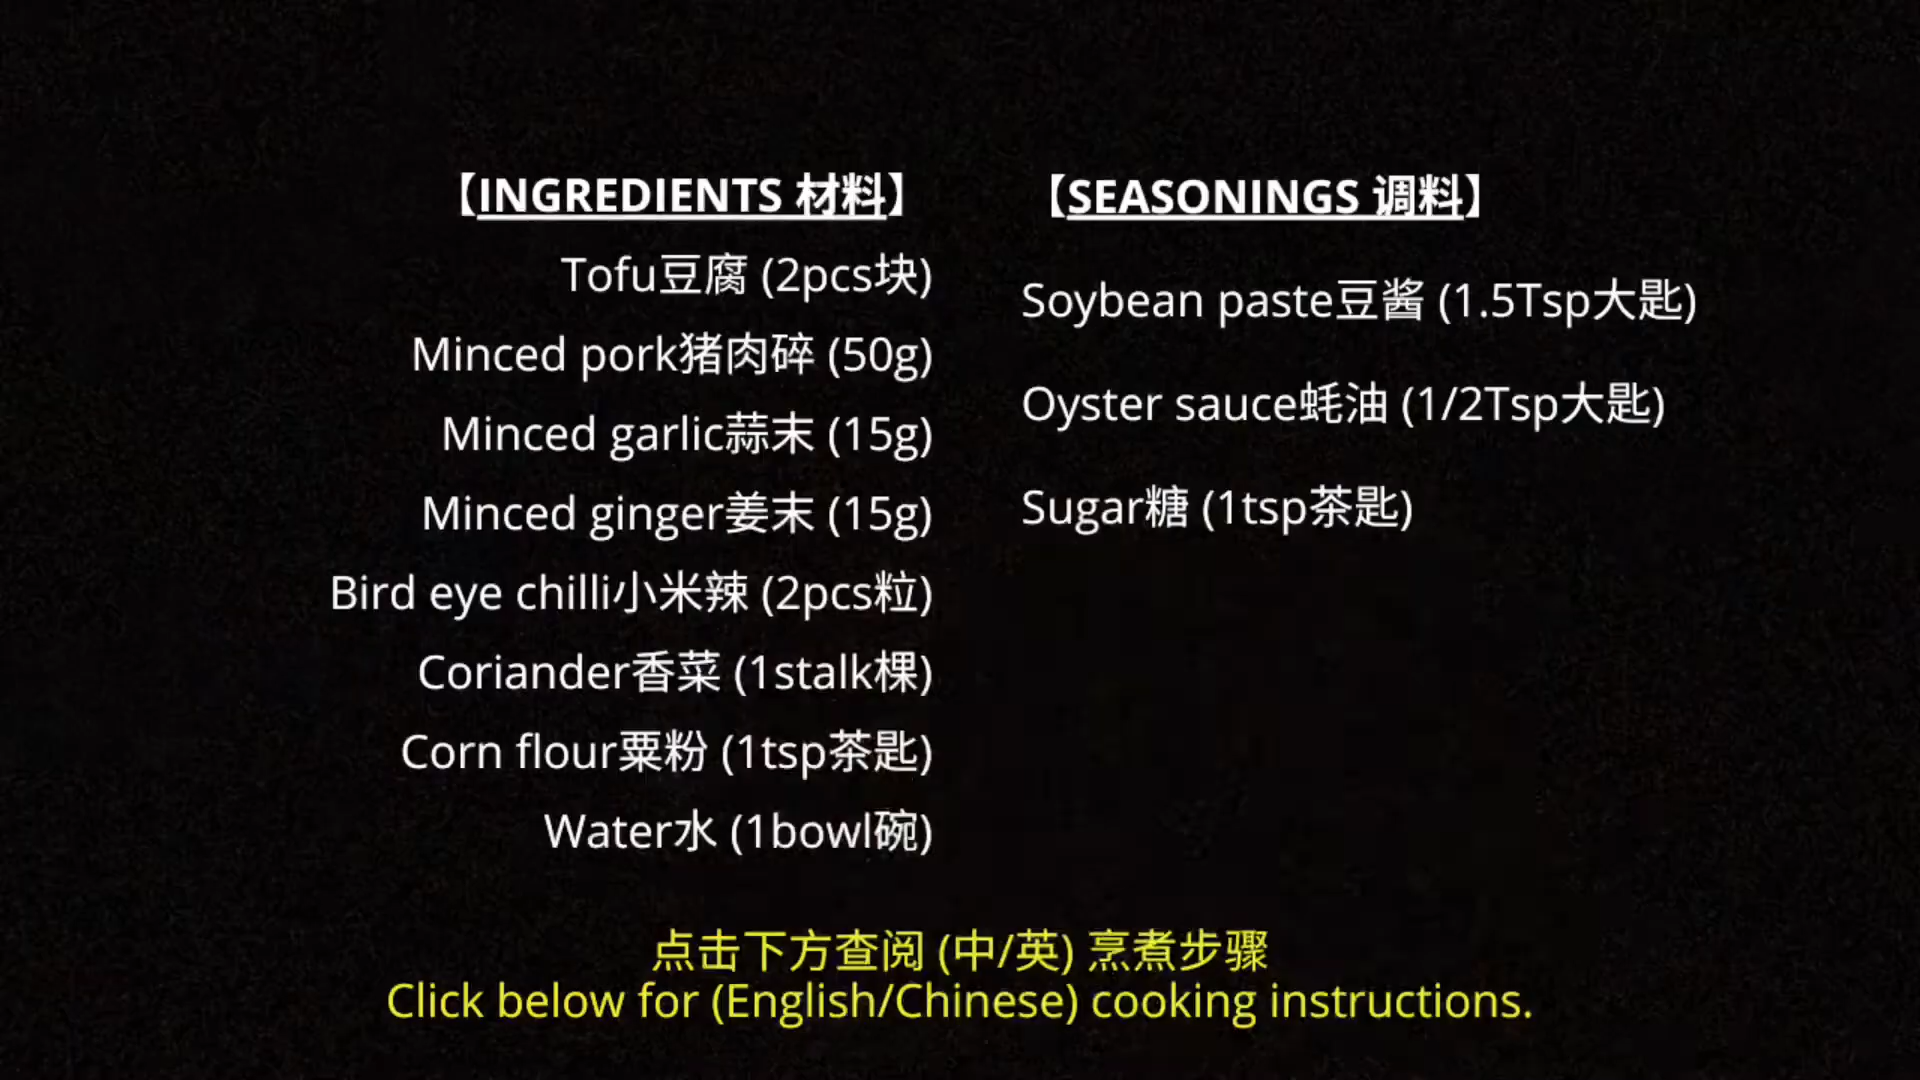 【INGREDIENTS 材料】
Tofu豆腐 (2pcs块)
Minced pork猪肉碎 (50g)
Minced garlic蒜末 (15g)
Minced ginger姜末 (15g)
Bird eye chilli小米辣 (2pcs粒)
Coriander香菜 (1stalk棵)
Corn flour粟粉 (1tsp茶匙)
Water水 (1bowl碗)
【SEASONINGS 调料】
Soybean paste豆酱 (1.5Tsp大匙)
Oyster sauce蚝油 (1/2Tsp大匙)
Sugar糖 (1tsp茶匙)
点击下方查阅 (中/英) 烹煮步骤
Click below for (English/Chinese) cooking instructions.